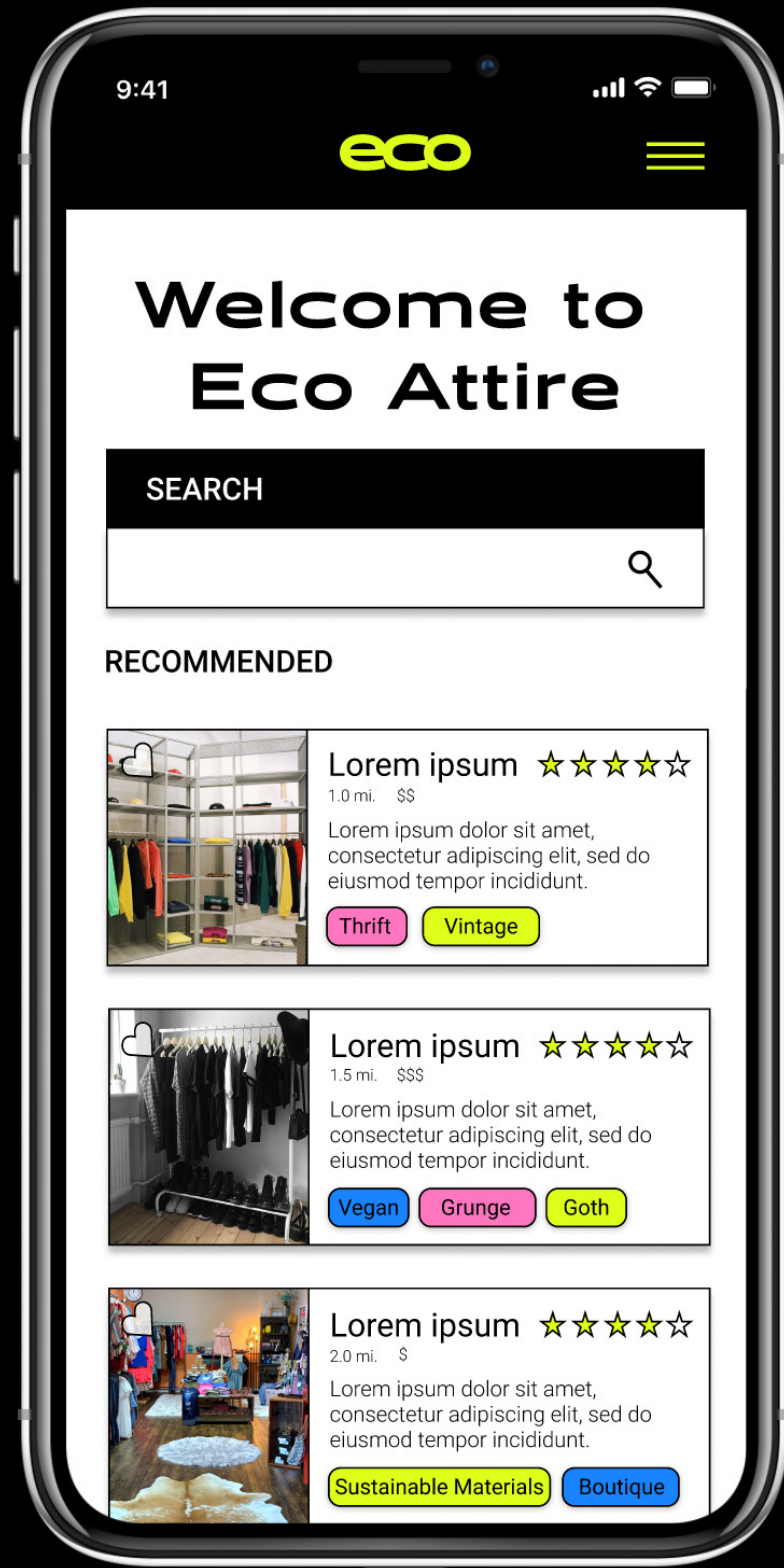 9:41
eco
Welcome to
Eco Attire
SEARCH
RECOMMENDED
Lorem ipsum
1.0 mi. $$
Lorem ipsum dolor sit amet,
consectetur adipiscing elit, sed do
eiusmod tempor incididunt.
Thrift Vintage
Lorem ipsum
1.5 mi. $$$
Lorem ipsum dolor sit amet,
consectetur adipiscing elit, sed do
eiusmod tempor incididunt.
Vegan Grunge Goth
Lorem ipsum
2.0 mi. $
Lorem ipsum dolor sit amet,
consectetur adipiscing elit, sed do
eiusmod tempor incididunt.
Sustainable Materials Boutique